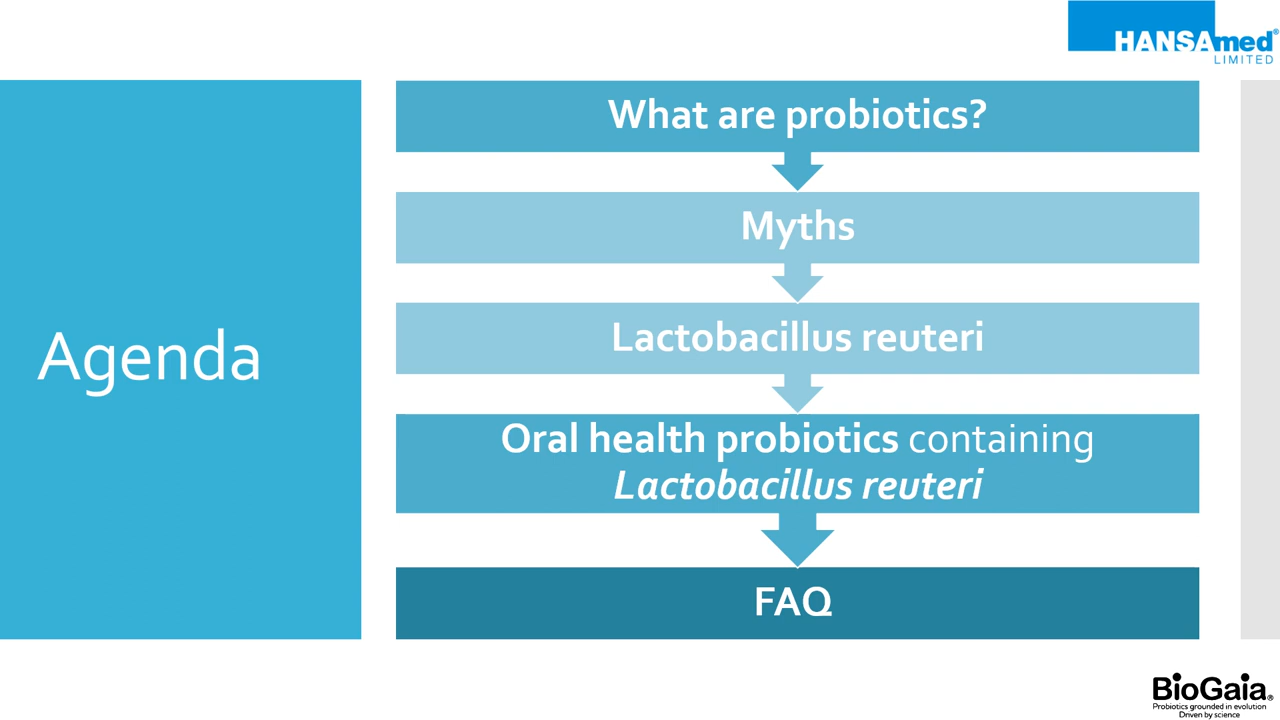 HANSAmed®
LIMITED
Agenda
What are probiotics?
Myths
Lactobacillus reuteri
Oral health probiotics containing
Lactobacillus reuteri
FAQ
BioGaia®
Probiotics grounded in evolution
Driven by science